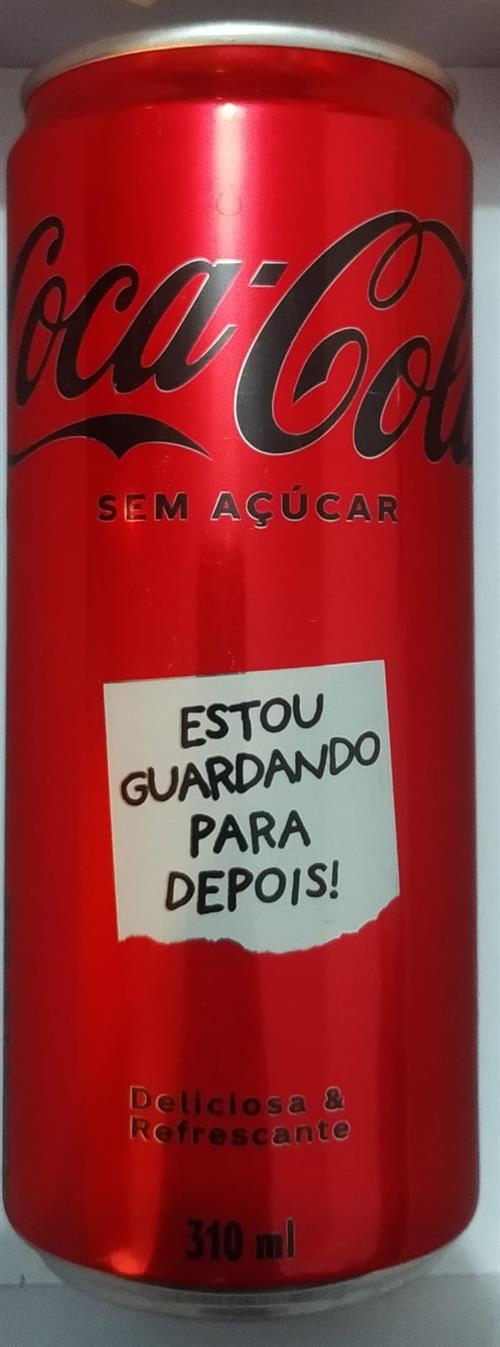 Coca-Cola
SEM AÇÚCAR
ESTOU
GUARDANDO
PARA
DEPOIS!
Deliciosa &
Refrescante
310 ml